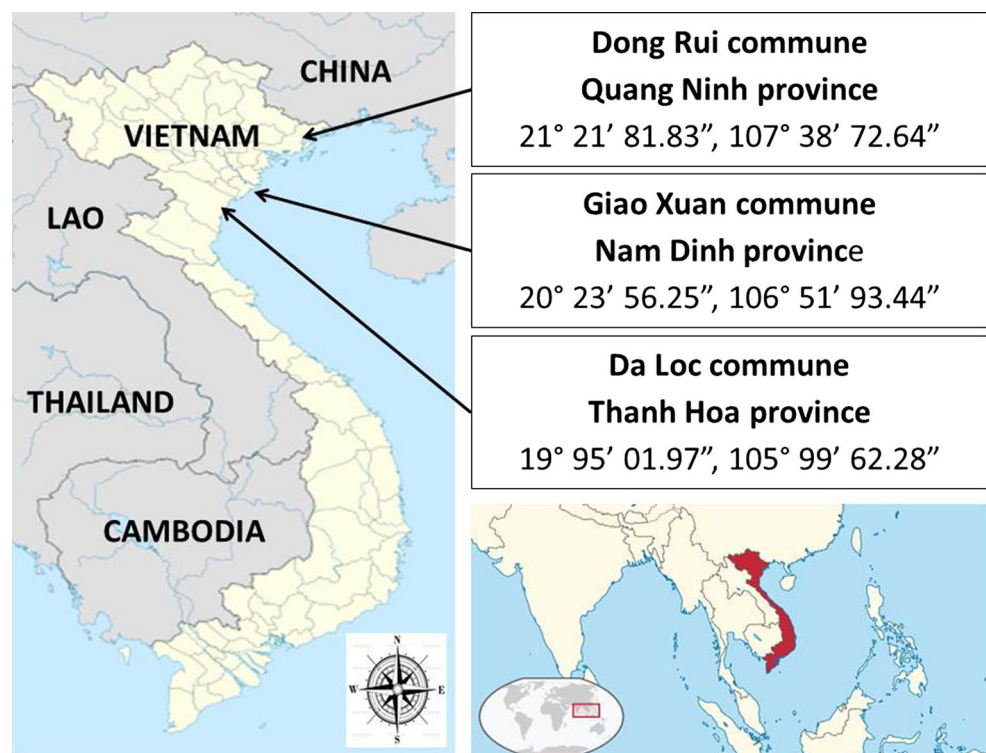 CHINA
VIETNAM
LAO
THAILAND
CAMBODIA
N
W E
S
Dong Rui commune
Quang Ninh province
21° 21’ 81.83”, 107° 38’ 72.64”
Giao Xuan commune
Nam Dinh province
20° 23’ 56.25”, 106° 51’ 93.44”
Da Loc commune
Thanh Hoa province
19° 95’ 01.97”, 105° 99’ 62.28”